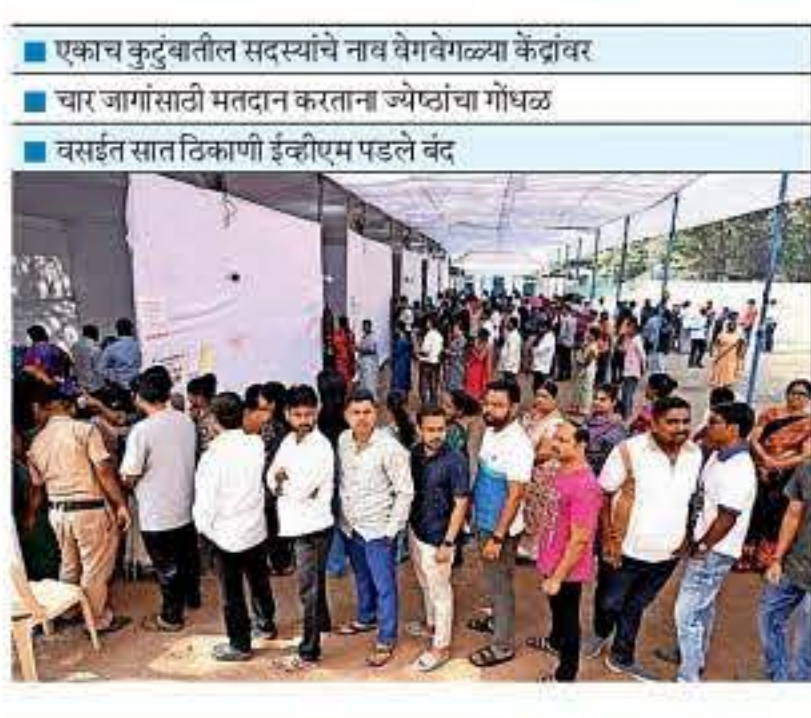 एकाच कुटुंबातील सदस्यांचे नाव वेगवेगळ्या केंद्रांवर
चार जागांसाठी मतदान करताना ज्येष्ठांचा गोंधळ
वसईत सात ठिकाणी ईव्हीएम पडले बंद